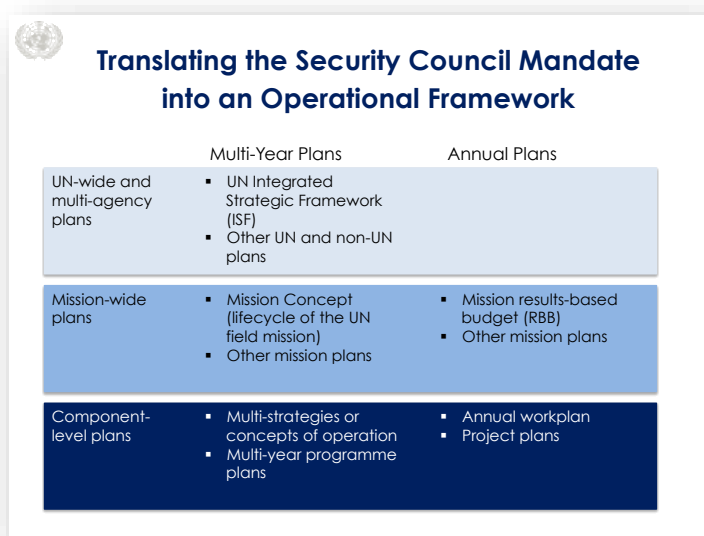 Translating the Security Council Mandate
into an Operational Framework
Multi-Year Plans
Annual Plans
UN-wide and
multi-agency
plans
▪ UN Integrated
Strategic Framework
(ISF)
▪ Other UN and non-UN
plans
Mission-wide
plans
▪ Mission Concept
(lifecycle of the UN
field mission)
▪ Other mission plans
▪ Mission results-based
budget (RBB)
▪ Other mission plans
Component-
level plans
▪ Multi-strategies or
concepts of operation
▪ Multi-year programme
plans
▪ Annual workplan
▪ Project plans